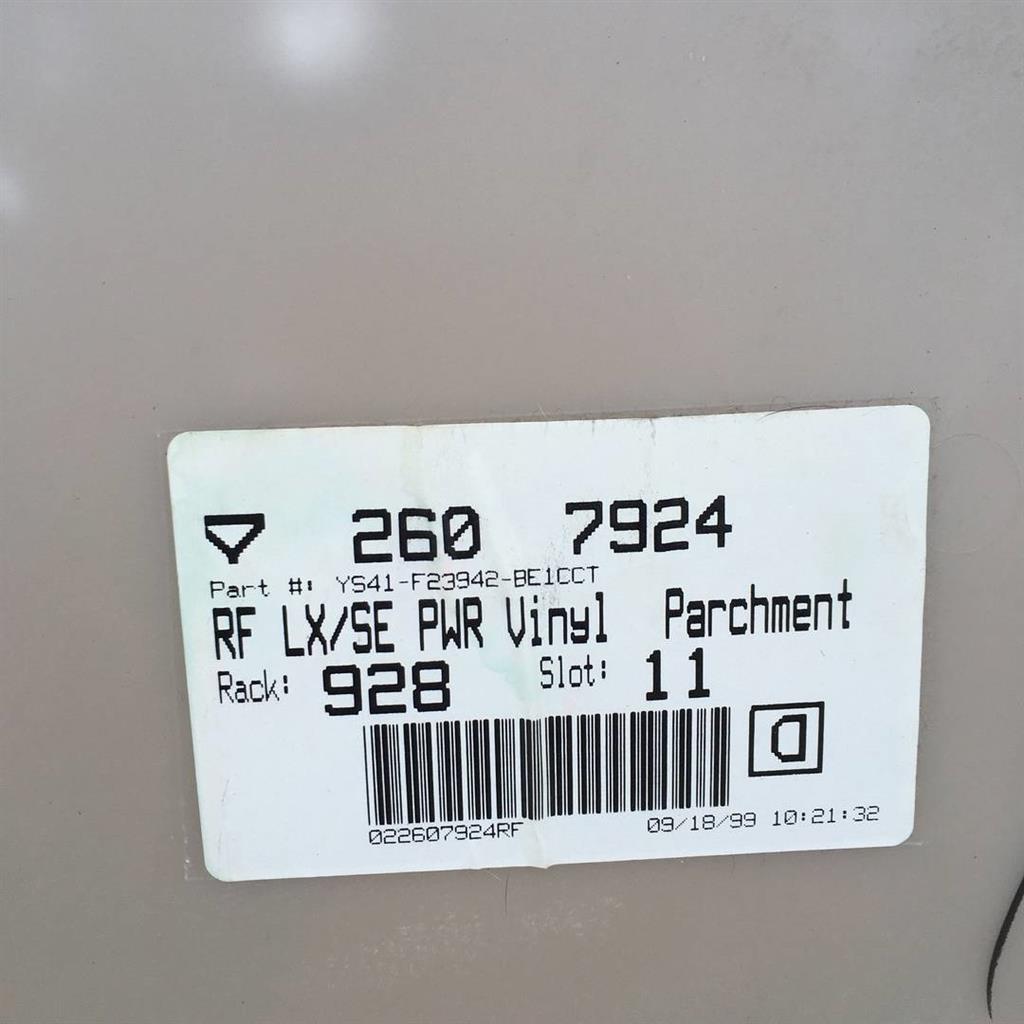 260 7924
Part #: YS41-F23942-BE1CCT
RF LX/SE PWR Vinyl Parchment
Rack: 928 Slot: 11
D
022607924RF 09/18/99 10:21:32